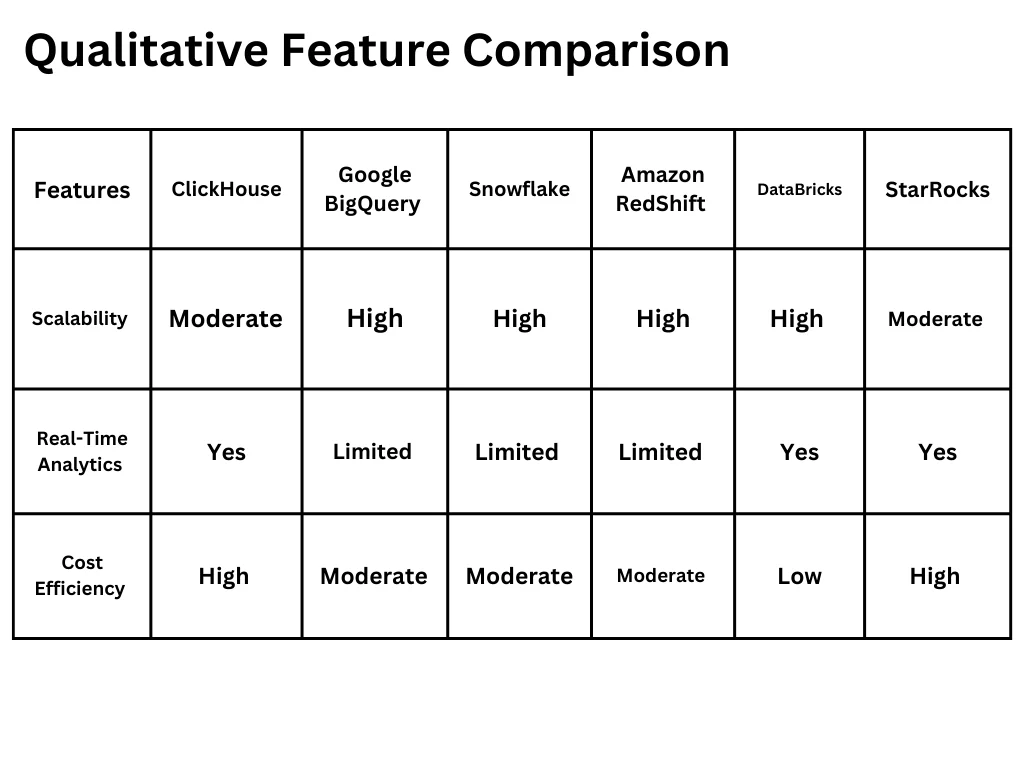 Qualitative Feature Comparison
Features ClickHouse Google BigQuery Snowflake Amazon RedShift DataBricks StarRocks
Scalability Moderate High High High High Moderate
Real-Time Analytics Yes Limited Limited Limited Yes Yes
Cost Efficiency High Moderate Moderate Moderate Low High